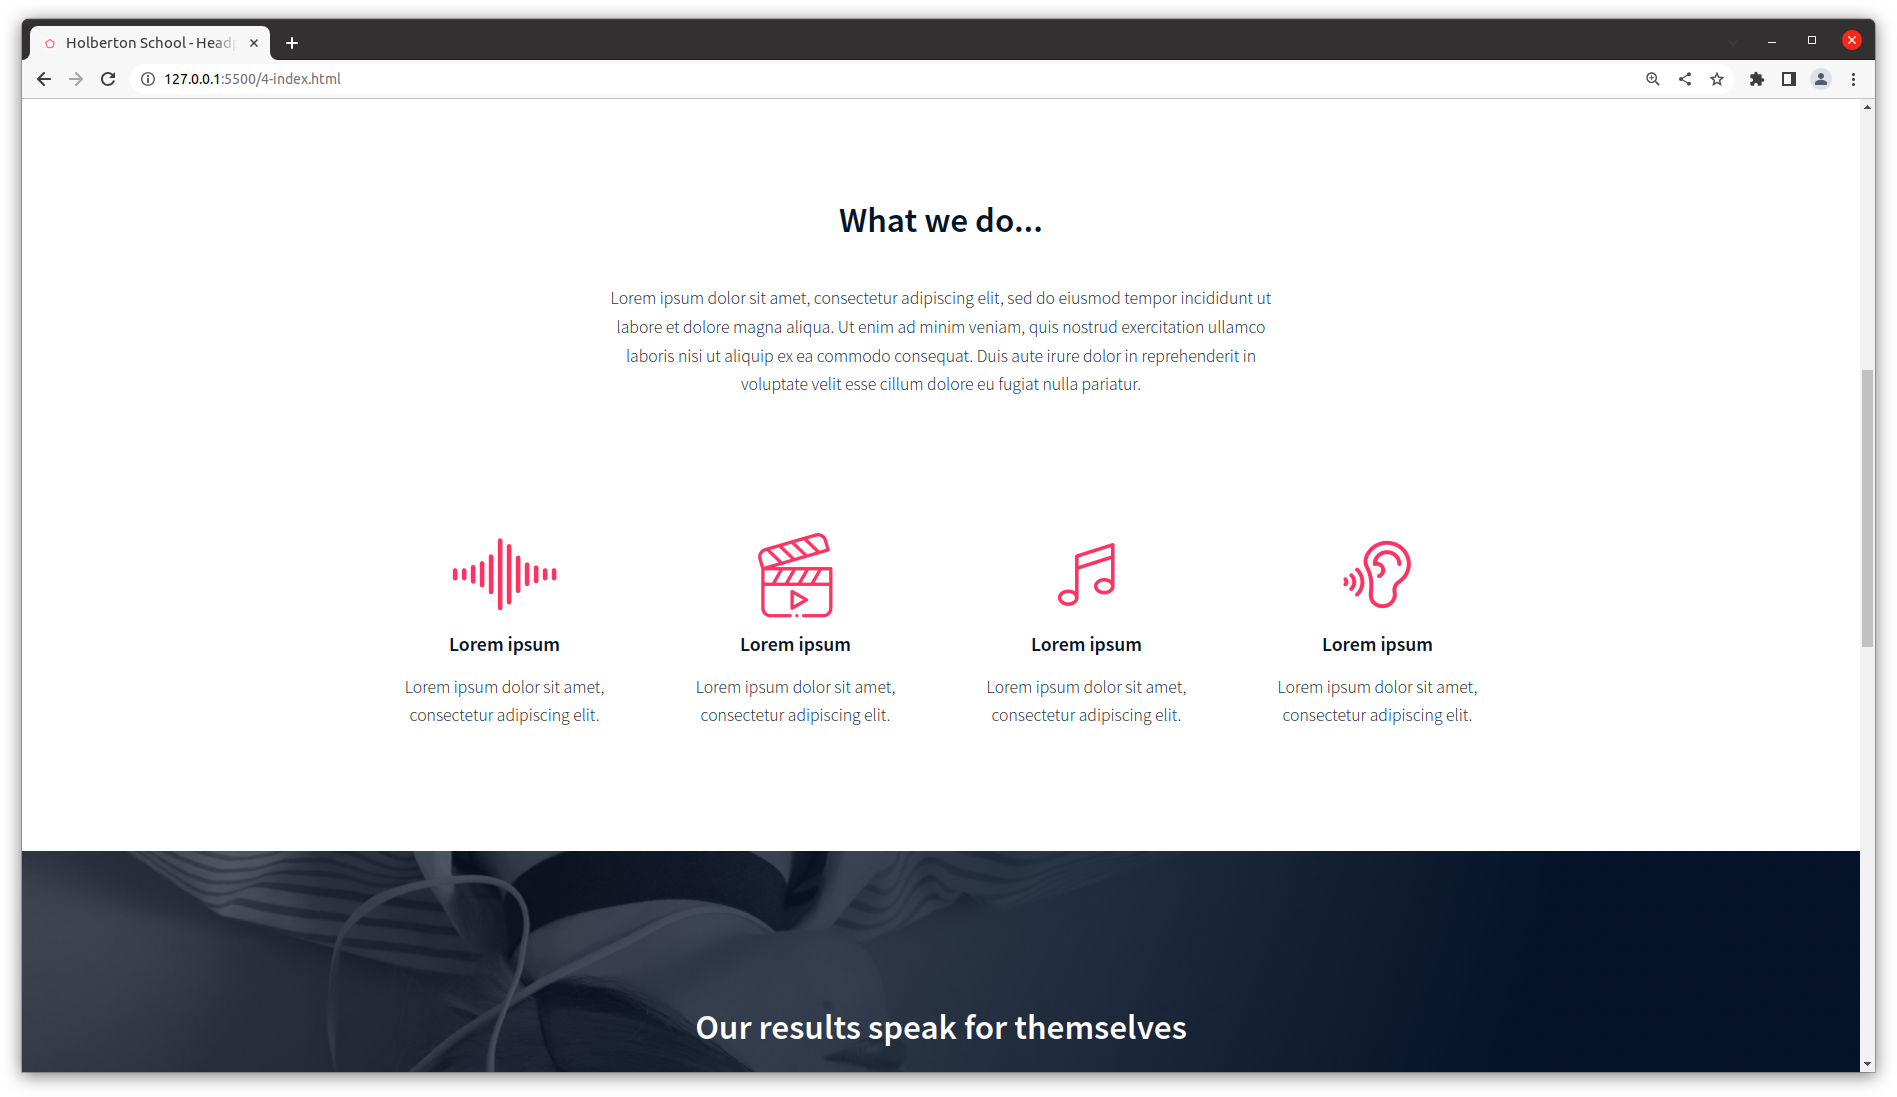 Holberton School - Head
127.0.0.1:5500/4-index.html
What we do...
Lorem ipsum dolor sit amet, consectetur adipiscing elit, sed do eiusmod tempor incididunt ut
labore et dolore magna aliqua. Ut enim ad minim veniam, quis nostrud exercitation ullamco
laboris nisi ut aliquip ex ea commodo consequat. Duis aute irure dolor in reprehenderit in
voluptate velit esse cillum dolore eu fugiat nulla pariatur.
Lorem ipsum
Lorem ipsum dolor sit amet,
consectetur adipiscing elit.
Lorem ipsum
Lorem ipsum dolor sit amet,
consectetur adipiscing elit.
Lorem ipsum
Lorem ipsum dolor sit amet,
consectetur adipiscing elit.
Lorem ipsum
Lorem ipsum dolor sit amet,
consectetur adipiscing elit.
Our results speak for themselves